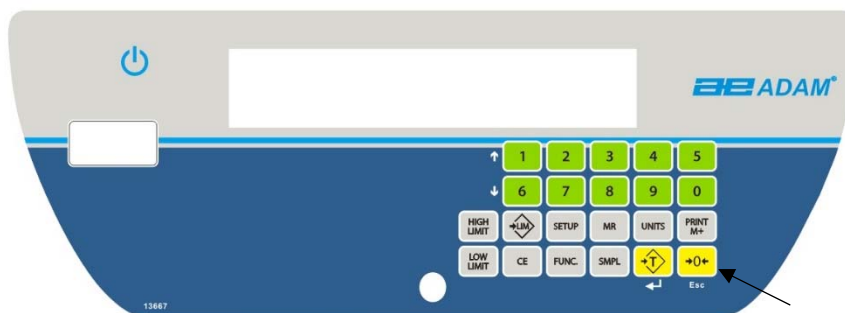 ae ADAM®
↑ 1 2 3 4 5
↓ 6 7 8 9 0
HIGH LIMIT →LIM SETUP MR UNITS PRINT M+
LOW LIMIT CE FUNC. SMPL →T →0←
Esc
13667